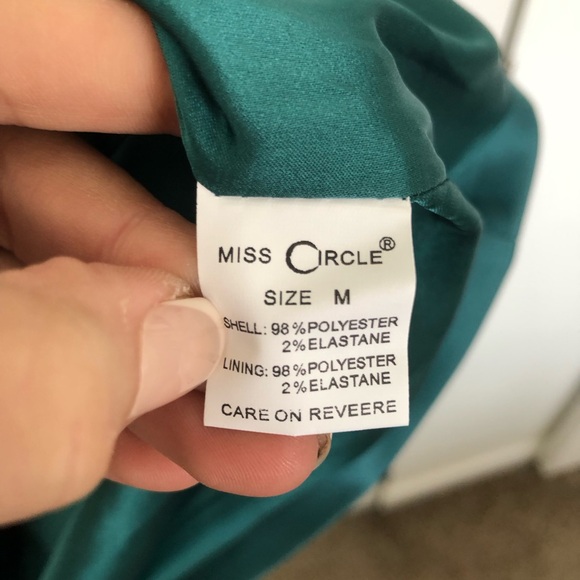 MISS CIRCLE®
SIZE M
SHELL: 98%POLYESTER
2%ELASTANE
LINING: 98%POLYESTER
2%ELASTANE
CARE ON REVEERE